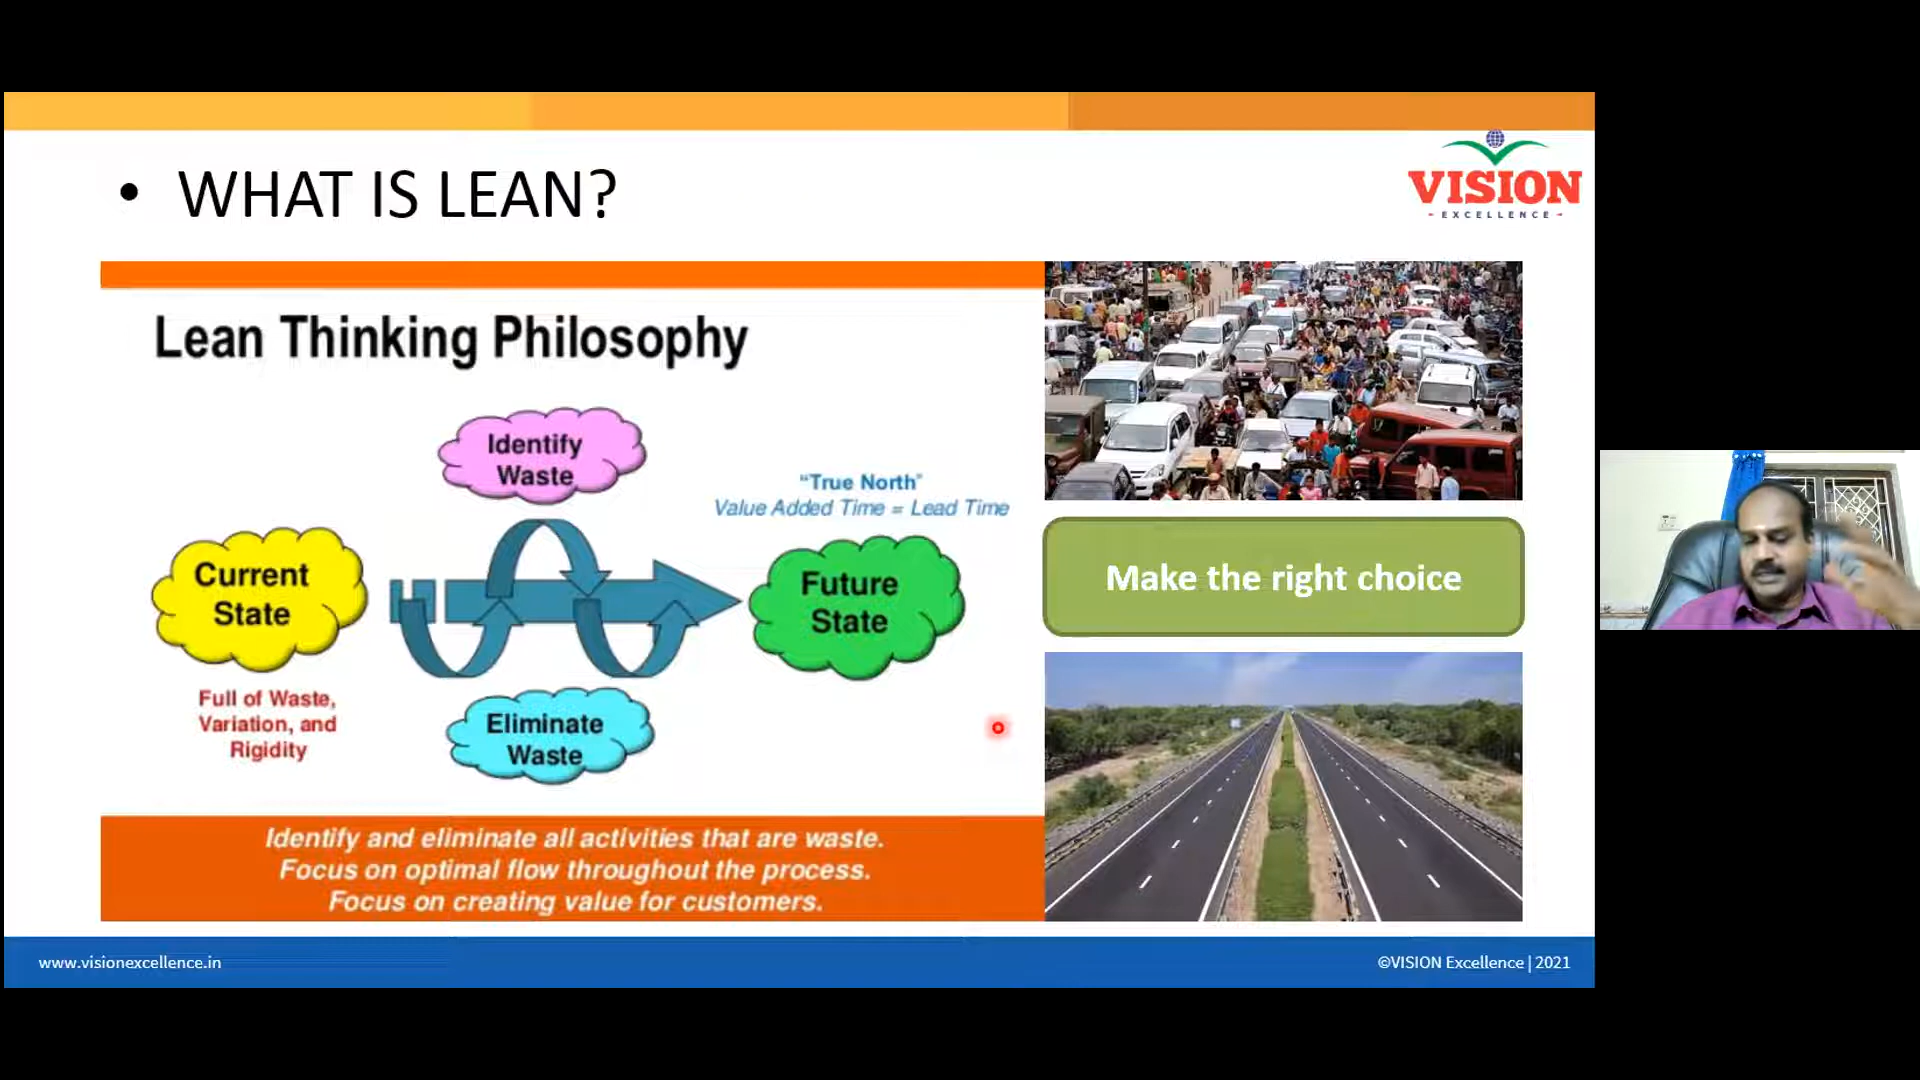 • WHAT IS LEAN?
VISION
- EXCELLENCE -
Lean Thinking Philosophy
Identify
Waste
"True North"
Value Added Time = Lead Time
Current
State
Future
State
Make the right choice
Full of Waste,
Variation, and
Rigidity
Eliminate
Waste
Identify and eliminate all activities that are waste.
Focus on optimal flow throughout the process.
Focus on creating value for customers.
www.visionexcellence.in
©VISION Excellence | 2021